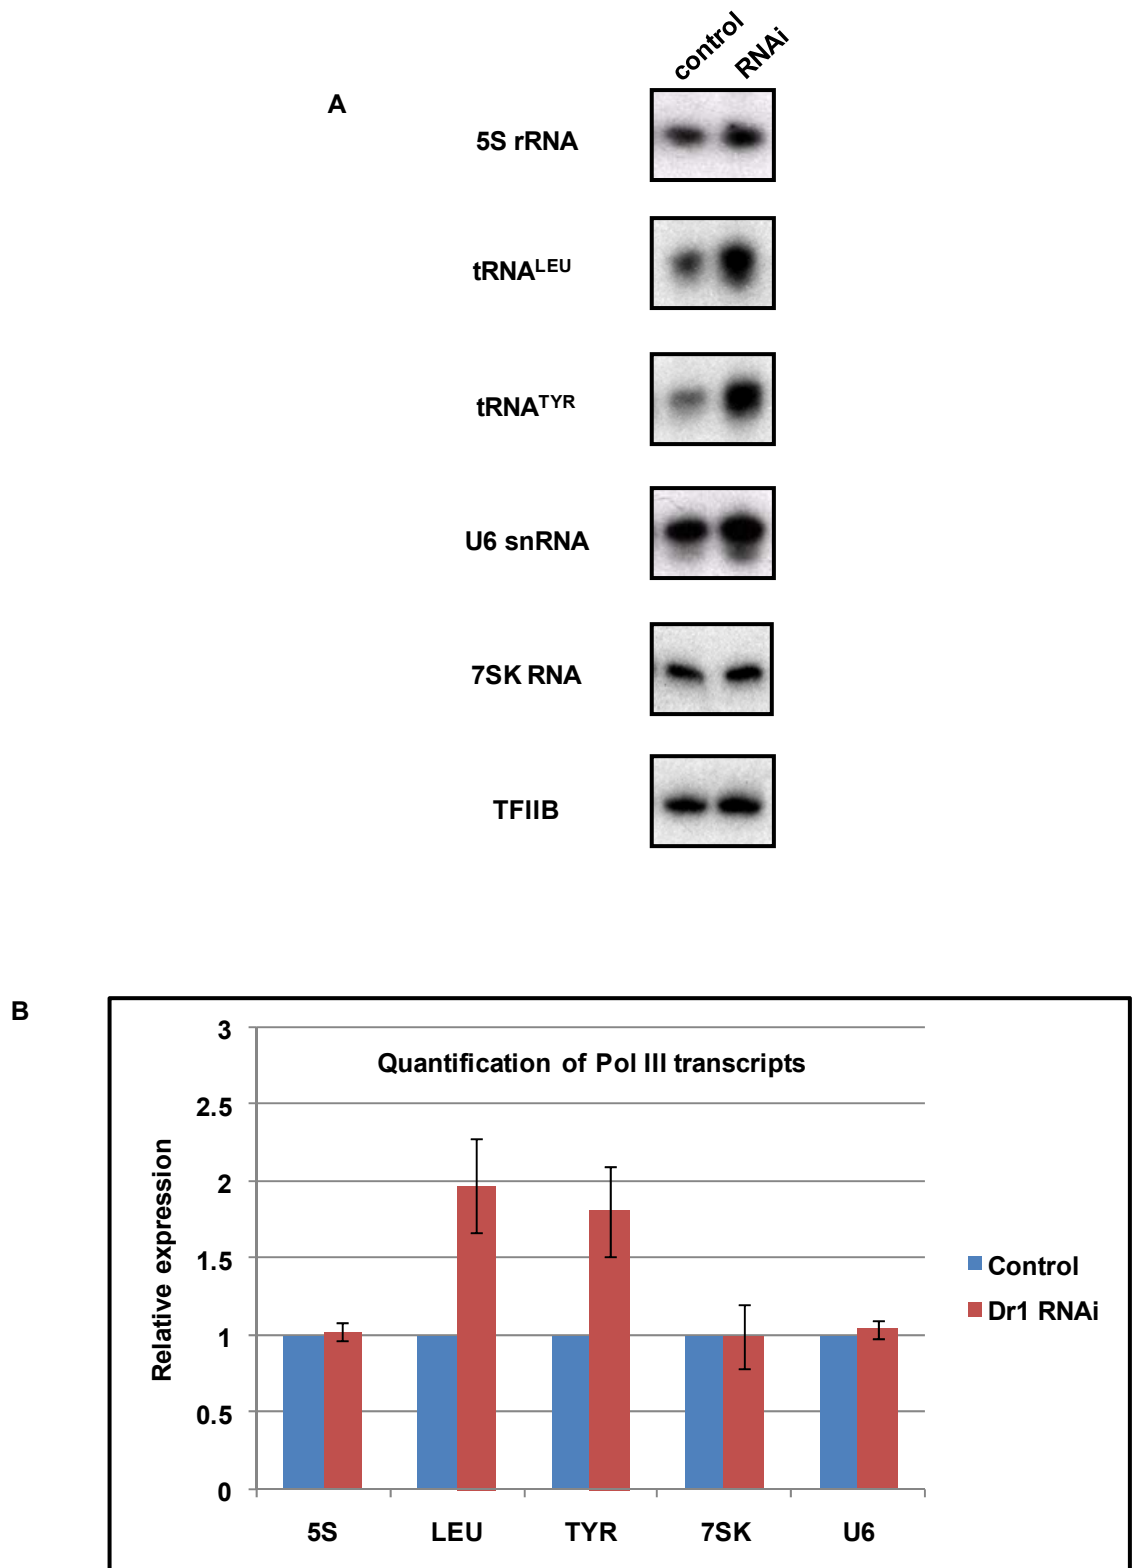 control RNAi
A
5S rRNA
tRNALEU
tRNATYR
U6 snRNA
7SK RNA
TFIIB
B
Quantification of Pol III transcripts
3
2.5
2
1.5
1
0.5
0
Relative expression
5S LEU TYR 7SK U6
Control
Dr1 RNAi